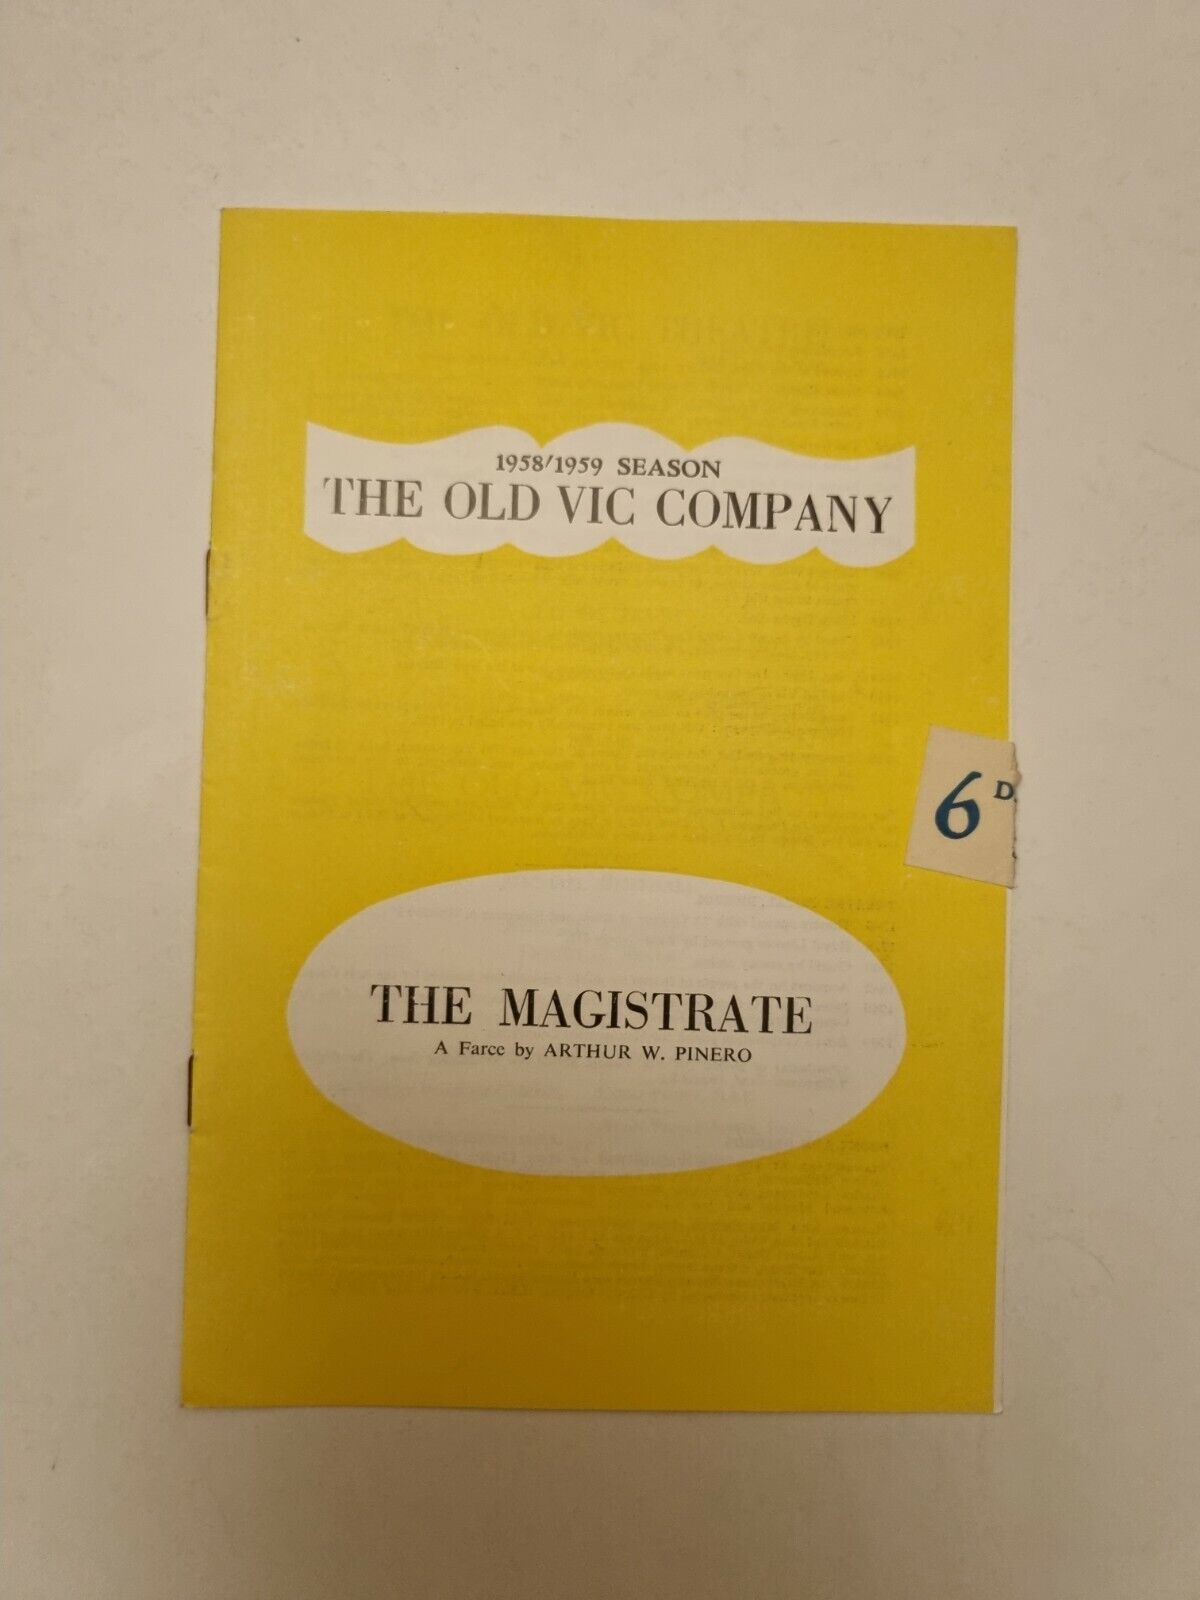 1958/1959 SEASON
THE OLD VIC COMPANY
6D.
THE MAGISTRATE
A Farce by ARTHUR W. PINERO